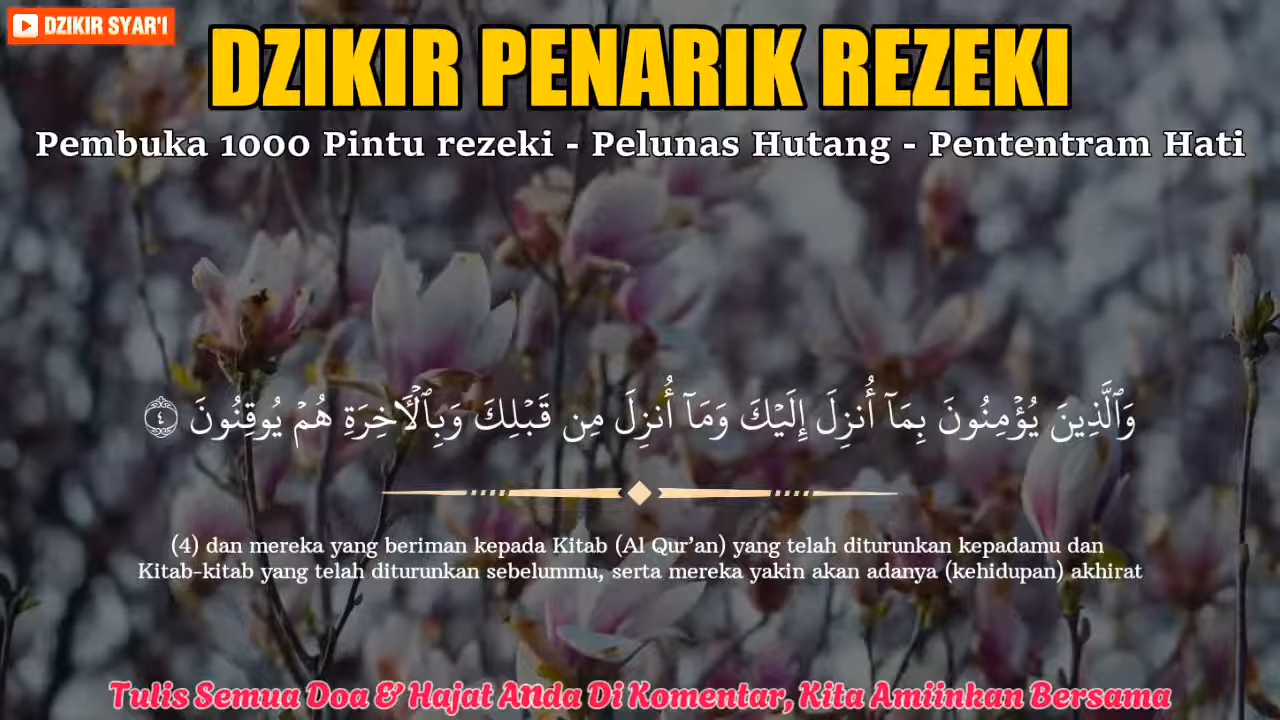 DZIKIR SYAR'I
DZIKIR PENARIK REZEKI
Pembuka 1000 Pintu rezeki - Pelunas Hutang - Pententram Hati
وَٱلَّذِينَ يُؤْمِنُونَ بِمَآ أُنزِلَ إِلَيْكَ وَمَآ أُنزِلَ مِن قَبْلِكَ وَبِٱلْـَٔاخِرَةِ هُمْ يُوقِنُونَ ٤
(4) dan mereka yang beriman kepada Kitab (Al Qur’an) yang telah diturunkan kepadamu dan
Kitab-kitab yang telah diturunkan sebelummu, serta mereka yakin akan adanya (kehidupan) akhirat
Tulis Semua Doa & Hajat Anda Di Komentar, Kita Amiinkan Bersama